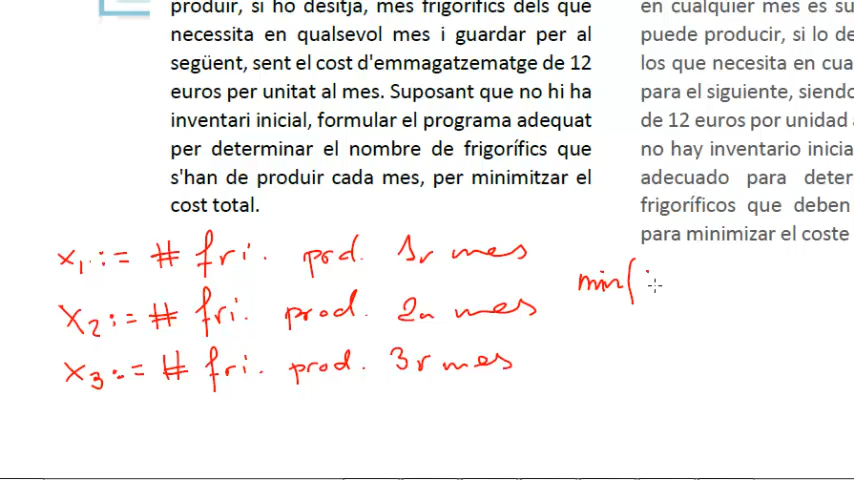 produir, si ho desitja, més frigorífics dels que
necessita en qualsevol mes i guardar per al
següent, sent el cost d'emmagatzematge de 12
euros per unitat al mes. Suposant que no hi ha
inventari inicial, formular el programa adequat
per determinar el nombre de frigorífics que
s'han de produir cada mes, per minimitzar el
cost total.
en cualquier mes es su
puede producir, si lo de
los que necesita en cua
para el siguiente, siendo
de 12 euros por unidad a
no hay inventario inicia
adecuado para deter
frigoríficos que deben
para minimizar el coste
x1 := # fri. prd. 1r mes
x2 := # fri. prod. 2n mes
x3 := # fri. prod. 3r mes
min(